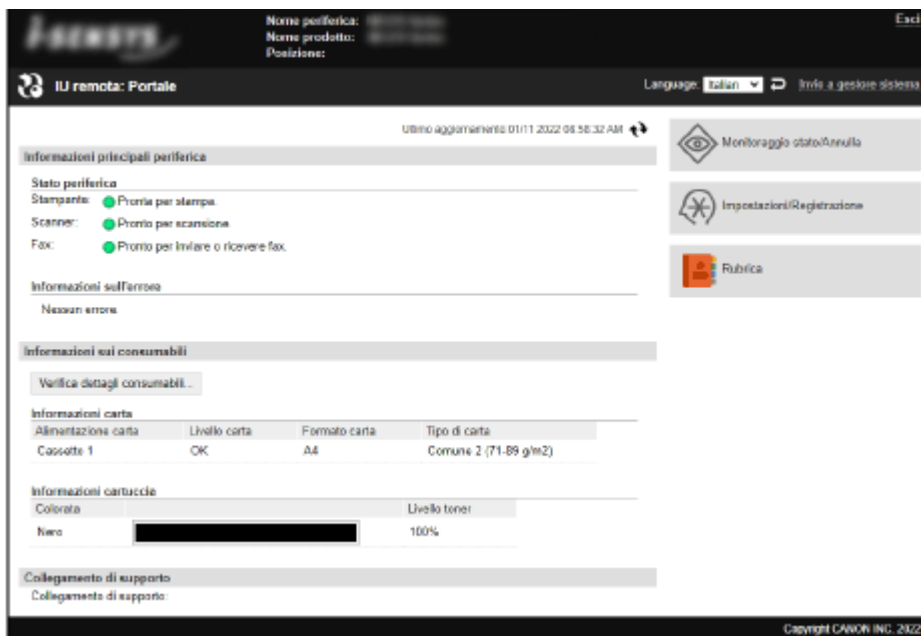 i-SENSYS
Nome periferica:
Nome prodotto:
Posizione:
Esci
IU remota: Portale
Language: Italian Invia a gestore sistema
Ultimo aggiornamento 01/11 2022 08:58:32 AM
Informazioni principali periferica
Stato periferica
Stampante: Pronta per stampa.
Scanner: Pronto per scansione.
Fax: Pronto per inviare o ricevere fax.
Informazioni sull'errore
Nessun errore.
Informazioni sui consumabili
Verifica dettagli consumabili...
Informazioni carta
Alimentazione carta Livello carta Formato carta Tipo di carta
Cassetto 1 OK A4 Comune 2 (71-89 g/m2)
Informazioni cartuccia
Colorata Livello toner
Nero 100%
Collegamento di supporto
Collegamento di supporto:
Monitoraggio stato/Annulla
Impostazioni/Registrazione
Rubrica
Copyright CANON INC. 2022